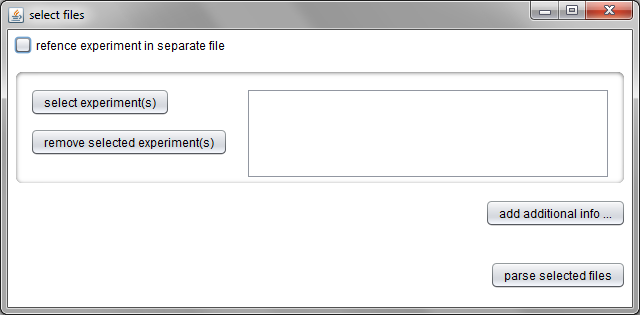 select files
refence experiment in separate file
select experiment(s)
remove selected experiment(s)
add additional info ...
parse selected files